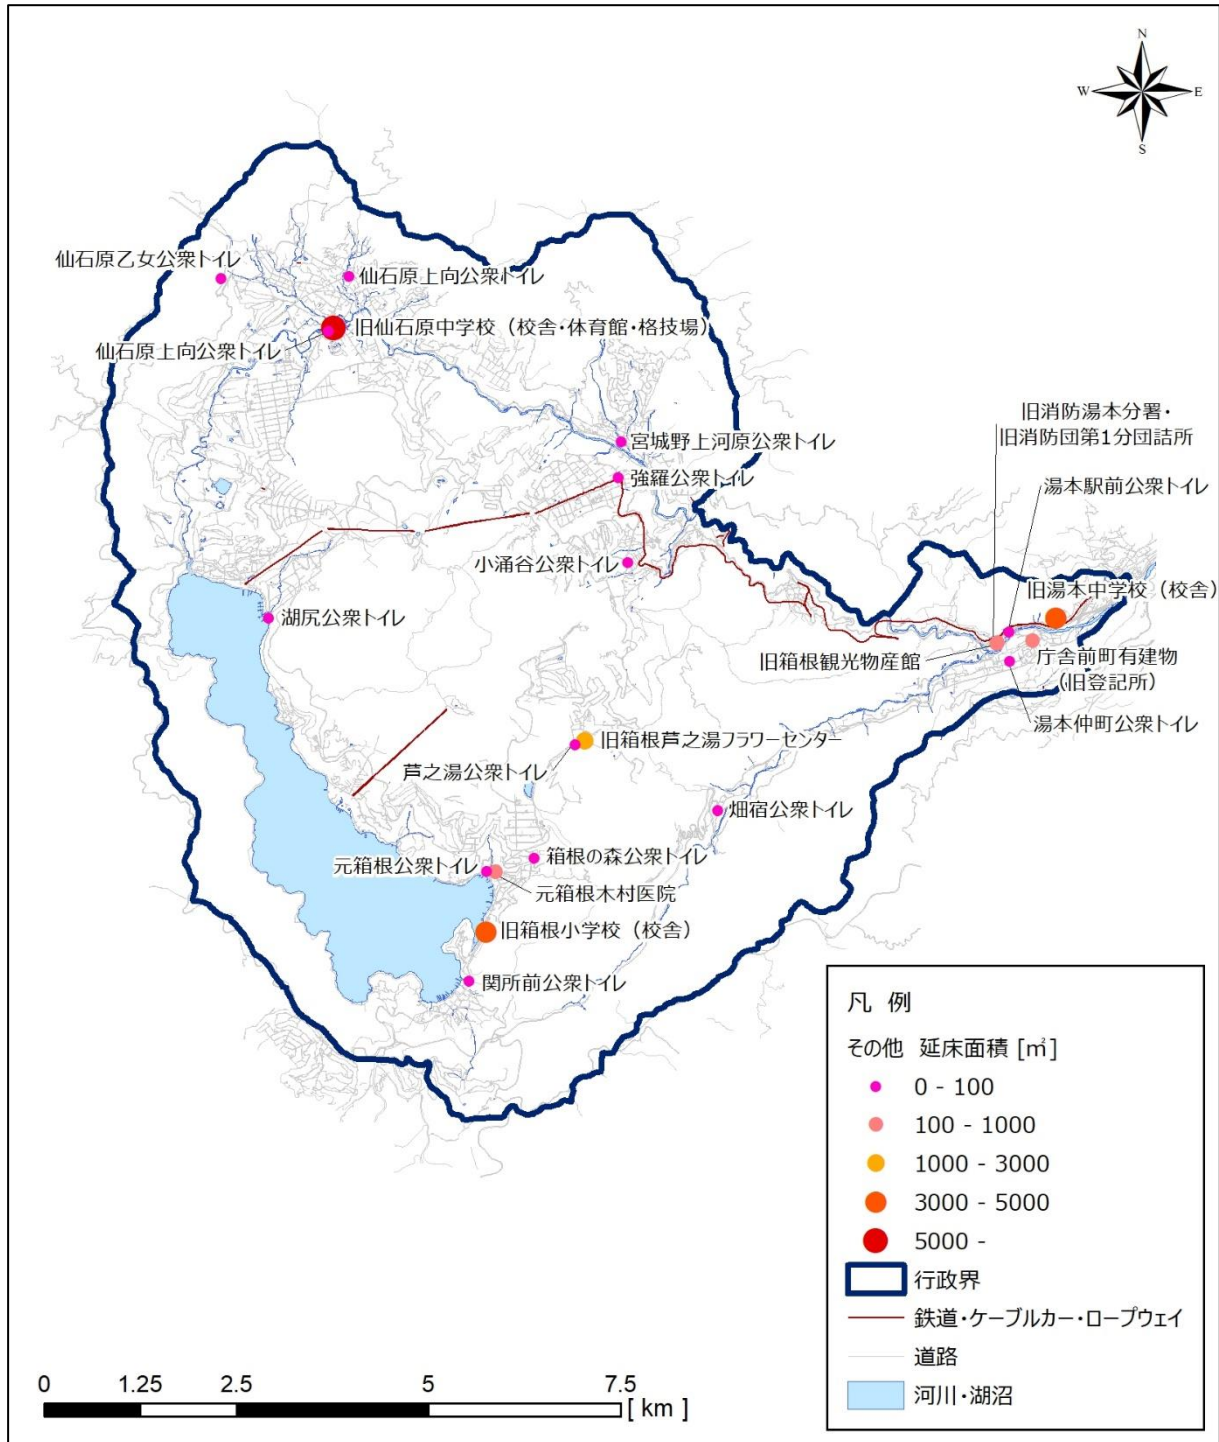 N
W
E
S
仙石原乙女公衆トイレ
仙石原上向公衆トイレ
旧仙石原中学校（校舎・体育館・格技場）
仙石原上向公衆トイレ
旧消防湯本分署・
旧消防団第1分団詰所
宮城野上河原公衆トイレ
強羅公衆トイレ
湯本駅前公衆トイレ
小涌谷公衆トイレ
旧湯本中学校（校舎）
湖尻公衆トイレ
旧箱根観光物産館
庁舎前町有建物
（旧登記所）
湯本仲町公衆トイレ
旧箱根芦之湯フラワーセンター
芦之湯公衆トイレ
畑宿公衆トイレ
箱根の森公衆トイレ
元箱根公衆トイレ
元箱根木村医院
旧箱根小学校（校舎）
関所前公衆トイレ
凡 例
その他 延床面積 [㎡]
0 - 100
100 - 1000
1000 - 3000
3000 - 5000
5000 -
行政界
鉄道・ケーブルカー・ロープウェイ
道路
河川・湖沼
0 1.25 2.5 5 7.5
[ km ]